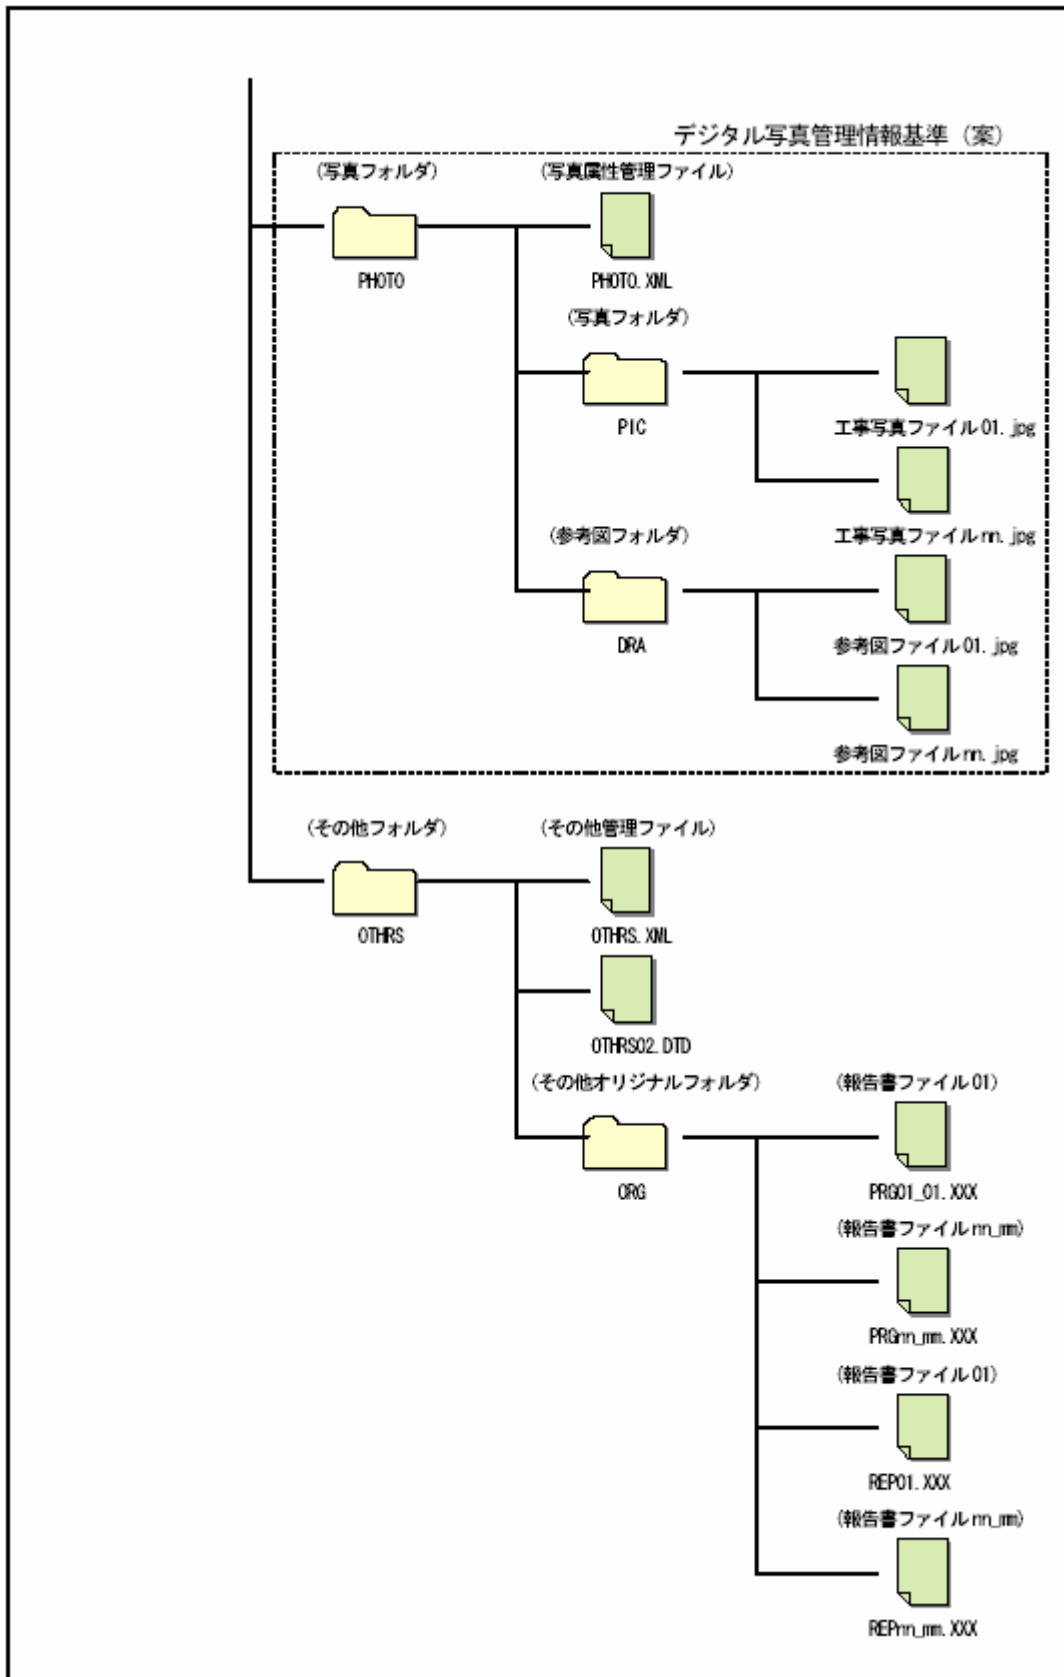 デジタル写真管理情報基準（案）
(写真フォルダ)
(写真属性管理ファイル)
PHOTO
PHOTO.XML
(写真フォルダ)
PIC
工事写真ファイル01.jpg
工事写真ファイルnn.jpg
(参考図フォルダ)
DRA
参考図ファイル01.jpg
参考図ファイルnn.jpg
(その他フォルダ)
(その他管理ファイル)
OTHRS
OTHRS.XML
OTHRS02.DTD
(その他オリジナルフォルダ)
(報告書ファイル01)
ORG
PRG01_01.XXX
(報告書ファイルnn_mm)
PRGnn_mm.XXX
(報告書ファイル01)
REP01.XXX
(報告書ファイルnn_mm)
REPnn_mm.XXX